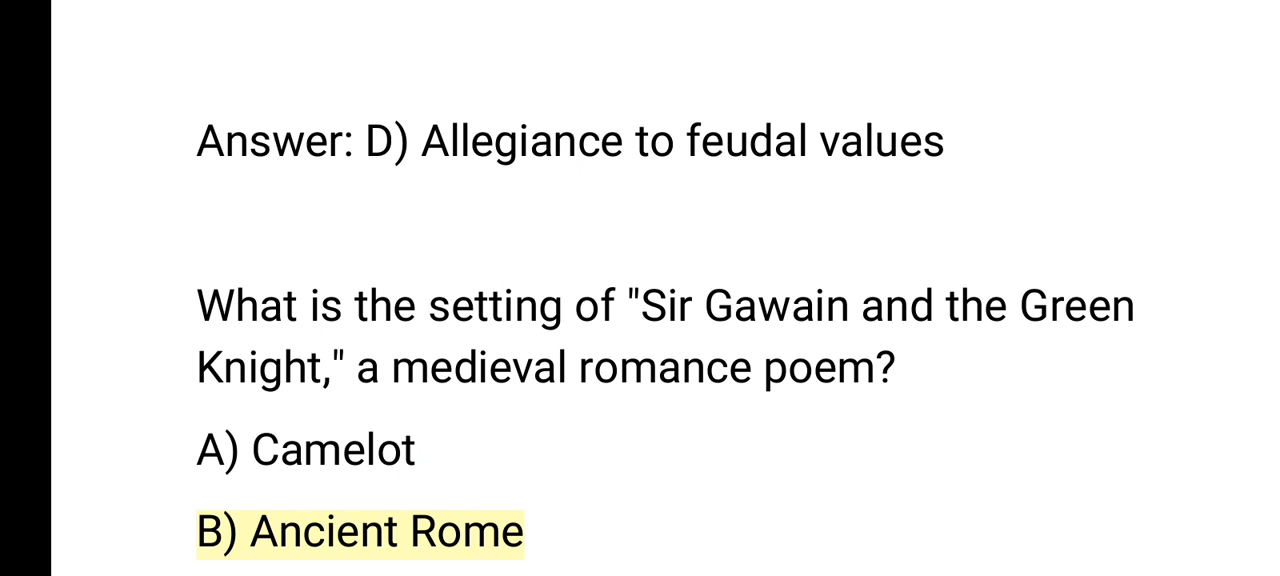 Answer: D) Allegiance to feudal values
What is the setting of "Sir Gawain and the Green
Knight," a medieval romance poem?
A) Camelot
B) Ancient Rome